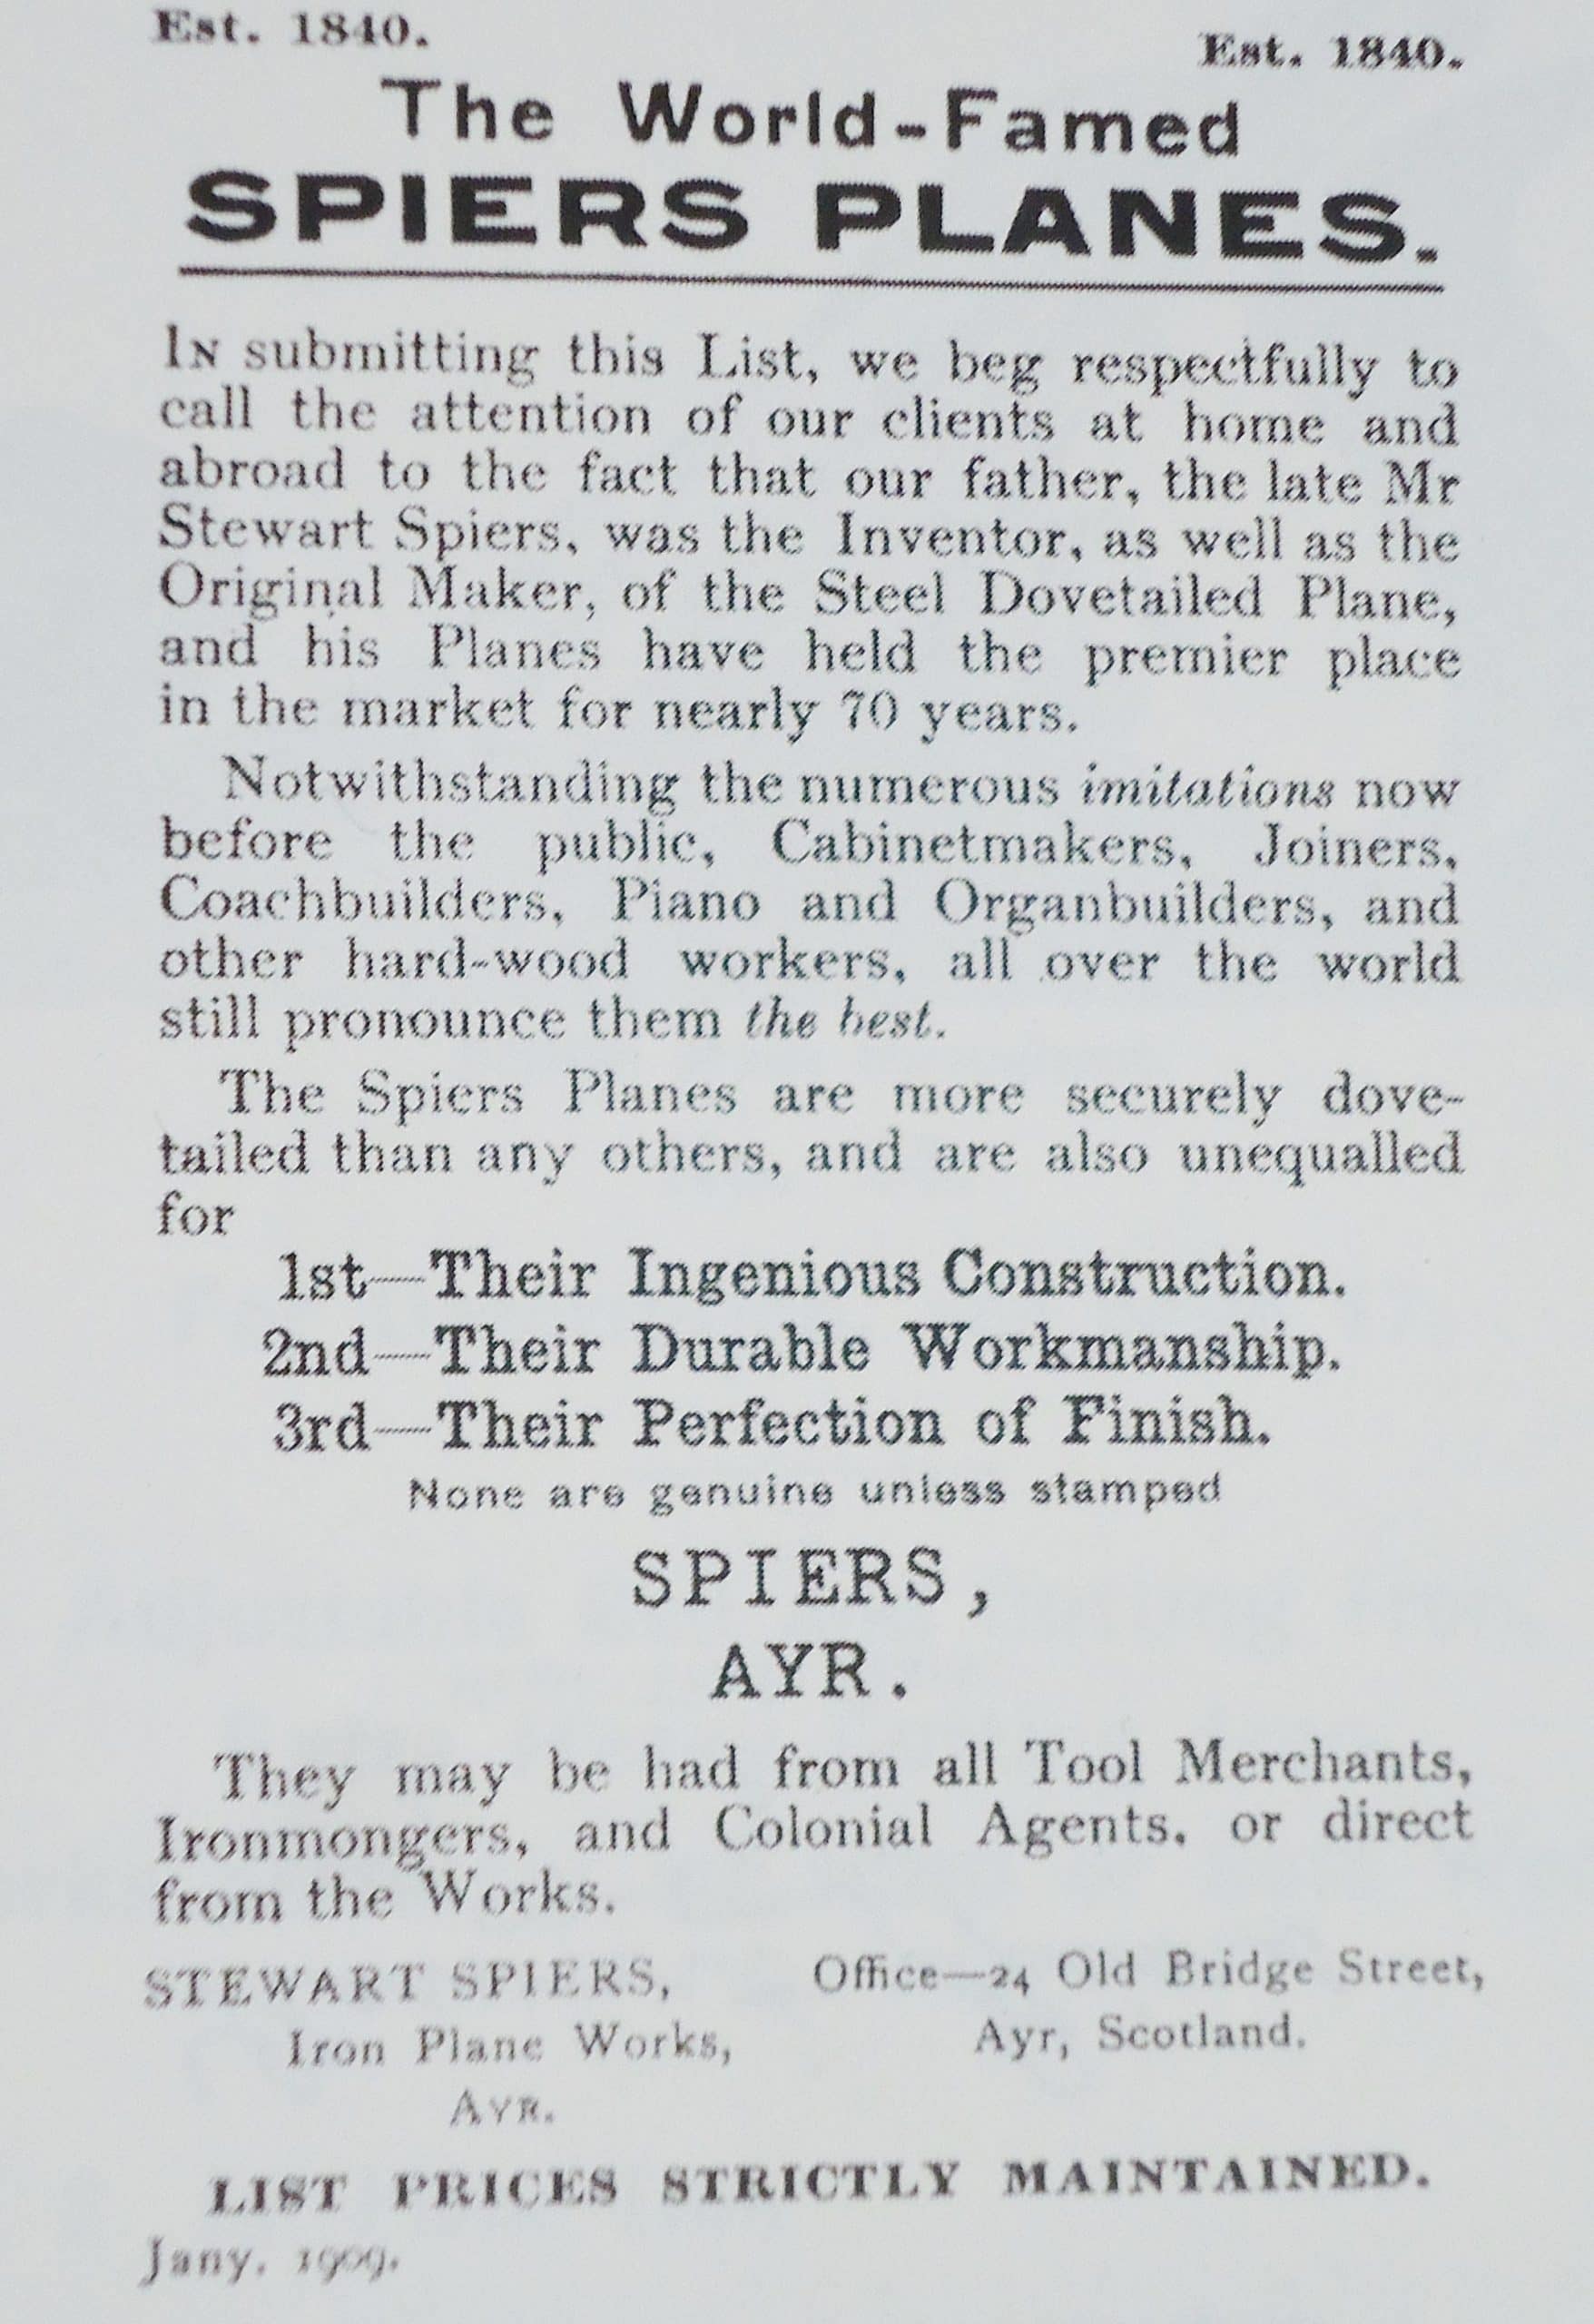 Est. 1840. Est. 1840.
The World-Famed
SPIERS PLANES.
IN submitting this List, we beg respectfully to
call the attention of our clients at home and
abroad to the fact that our father, the late Mr
Stewart Spiers, was the Inventor, as well as the
Original Maker, of the Steel Dovetailed Plane,
and his Planes have held the premier place
in the market for nearly 70 years.
Notwithstanding the numerous imitations now
before the public, Cabinetmakers, Joiners,
Coachbuilders, Piano and Organbuilders, and
other hard-wood workers, all over the world
still pronounce them the best.
The Spiers Planes are more securely dove-
tailed than any others, and are also unequalled
for
1st—Their Ingenious Construction.
2nd—Their Durable Workmanship.
3rd—Their Perfection of Finish.
None are genuine unless stamped
SPIERS,
AYR.
They may be had from all Tool Merchants,
Ironmongers, and Colonial Agents, or direct
from the Works.
STEWART SPIERS,
Iron Plane Works,
AYR.
Office—24 Old Bridge Street,
Ayr, Scotland.
LIST PRICES STRICTLY MAINTAINED.
Jany. 1909.